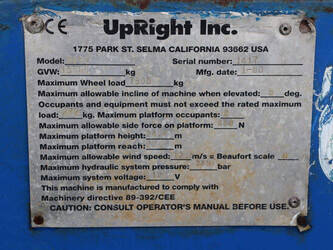 CE UpRight Inc.
1775 PARK ST. SELMA CALIFORNIA 93662 USA
Model: Serial number: 1417
GVW: kg Mfg. date: 1-00
Maximum Wheel load kg
Maximum allowable incline of machine when elevated: deg.
Occupants and equipment must not exceed the rated maximum
load: kg. Maximum platform occupants:
Maximum allowable side force on platform: N
Maximum platform height: m
Maximum platform reach: m
Maximum allowable wind speed: m/s = Beaufort scale
Maximum hydraulic system pressure: bar
Maximum system voltage: V
This machine is manufactured to comply with
Machinery directive 89-392/CEE
CAUTION: CONSULT OPERATOR'S MANUAL BEFORE USE.